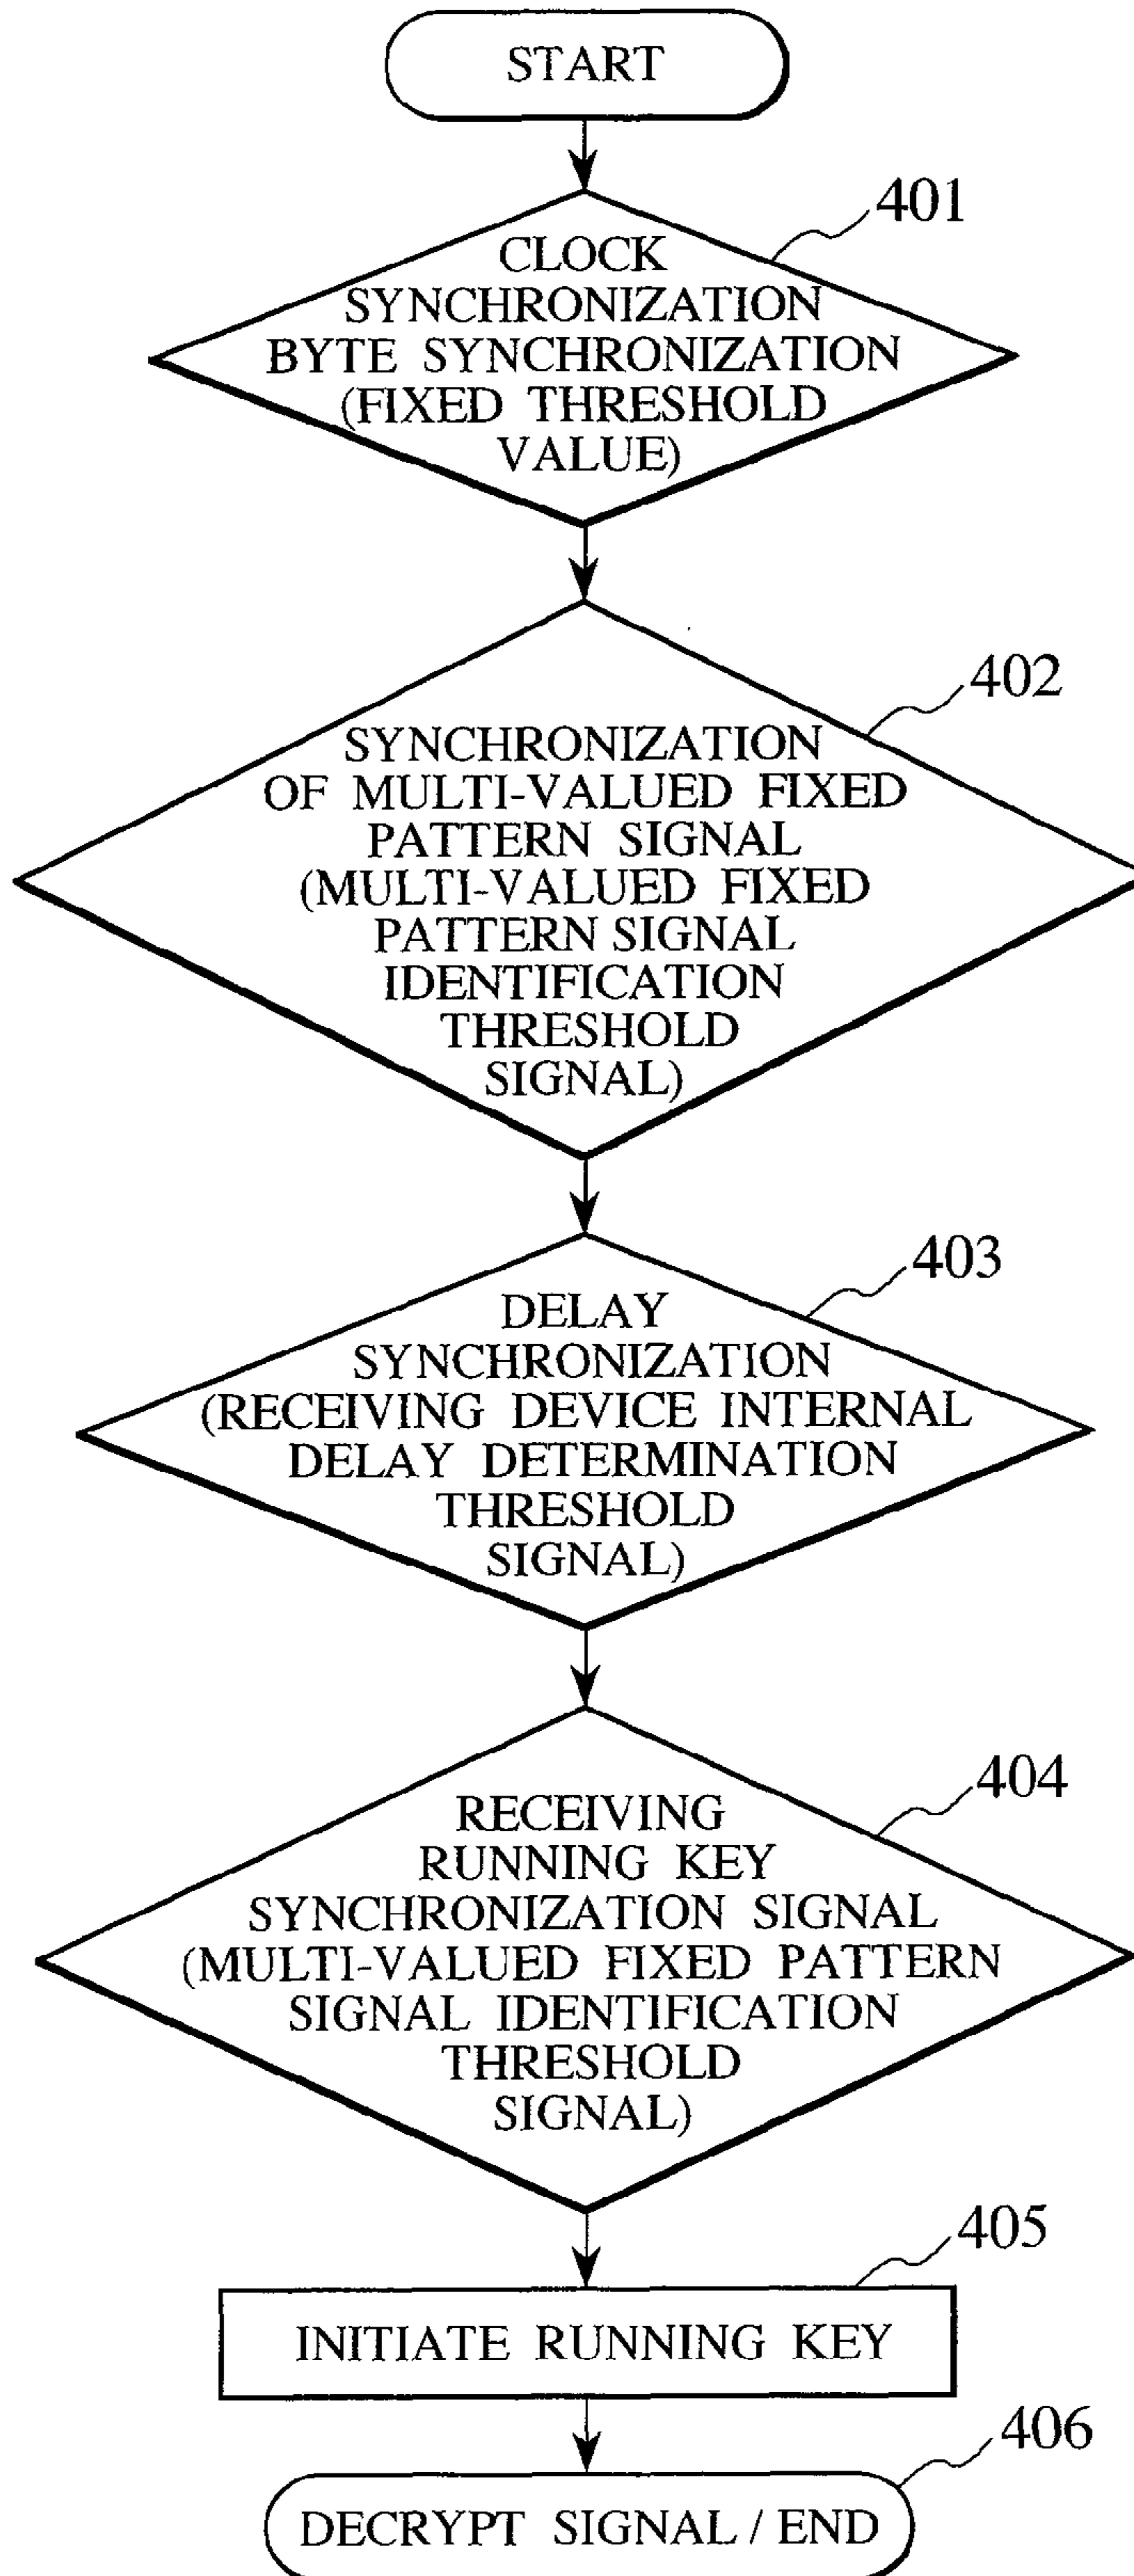 START
401
CLOCK
SYNCHRONIZATION
BYTE SYNCHRONIZATION
(FIXED THRESHOLD
VALUE)
402
SYNCHRONIZATION
OF MULTI-VALUED FIXED
PATTERN SIGNAL
(MULTI-VALUED FIXED
PATTERN SIGNAL
IDENTIFICATION
THRESHOLD
SIGNAL)
403
DELAY
SYNCHRONIZATION
(RECEIVING DEVICE INTERNAL
DELAY DETERMINATION
THRESHOLD
SIGNAL)
404
RECEIVING
RUNNING KEY
SYNCHRONIZATION SIGNAL
(MULTI-VALUED FIXED PATTERN
SIGNAL IDENTIFICATION
THRESHOLD
SIGNAL)
405
INITIATE RUNNING KEY
406
DECRYPT SIGNAL / END